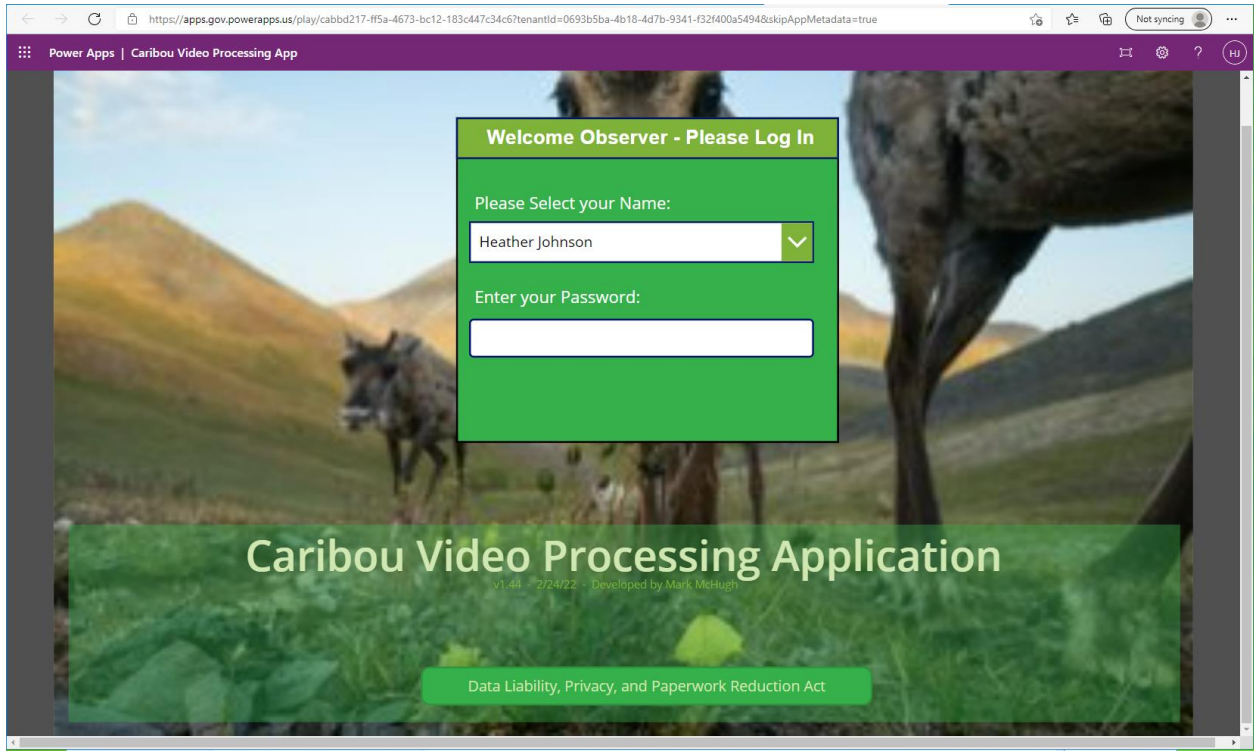 https://apps.gov.powerapps.us/play/cabbd217-ff5a-4673-bc12-183c447c34c6?tenantId=0693b5ba-4b18-4d7b-9341-f32f400a5494&skipAppMetadata=true
Not syncing
Power Apps | Caribou Video Processing App
? HJ
Welcome Observer - Please Log In
Please Select your Name:
Heather Johnson
Enter your Password:
Caribou Video Processing Application
v1.44 - 2/24/22 - Developed by Mark McHugh
Data Liability, Privacy, and Paperwork Reduction Act